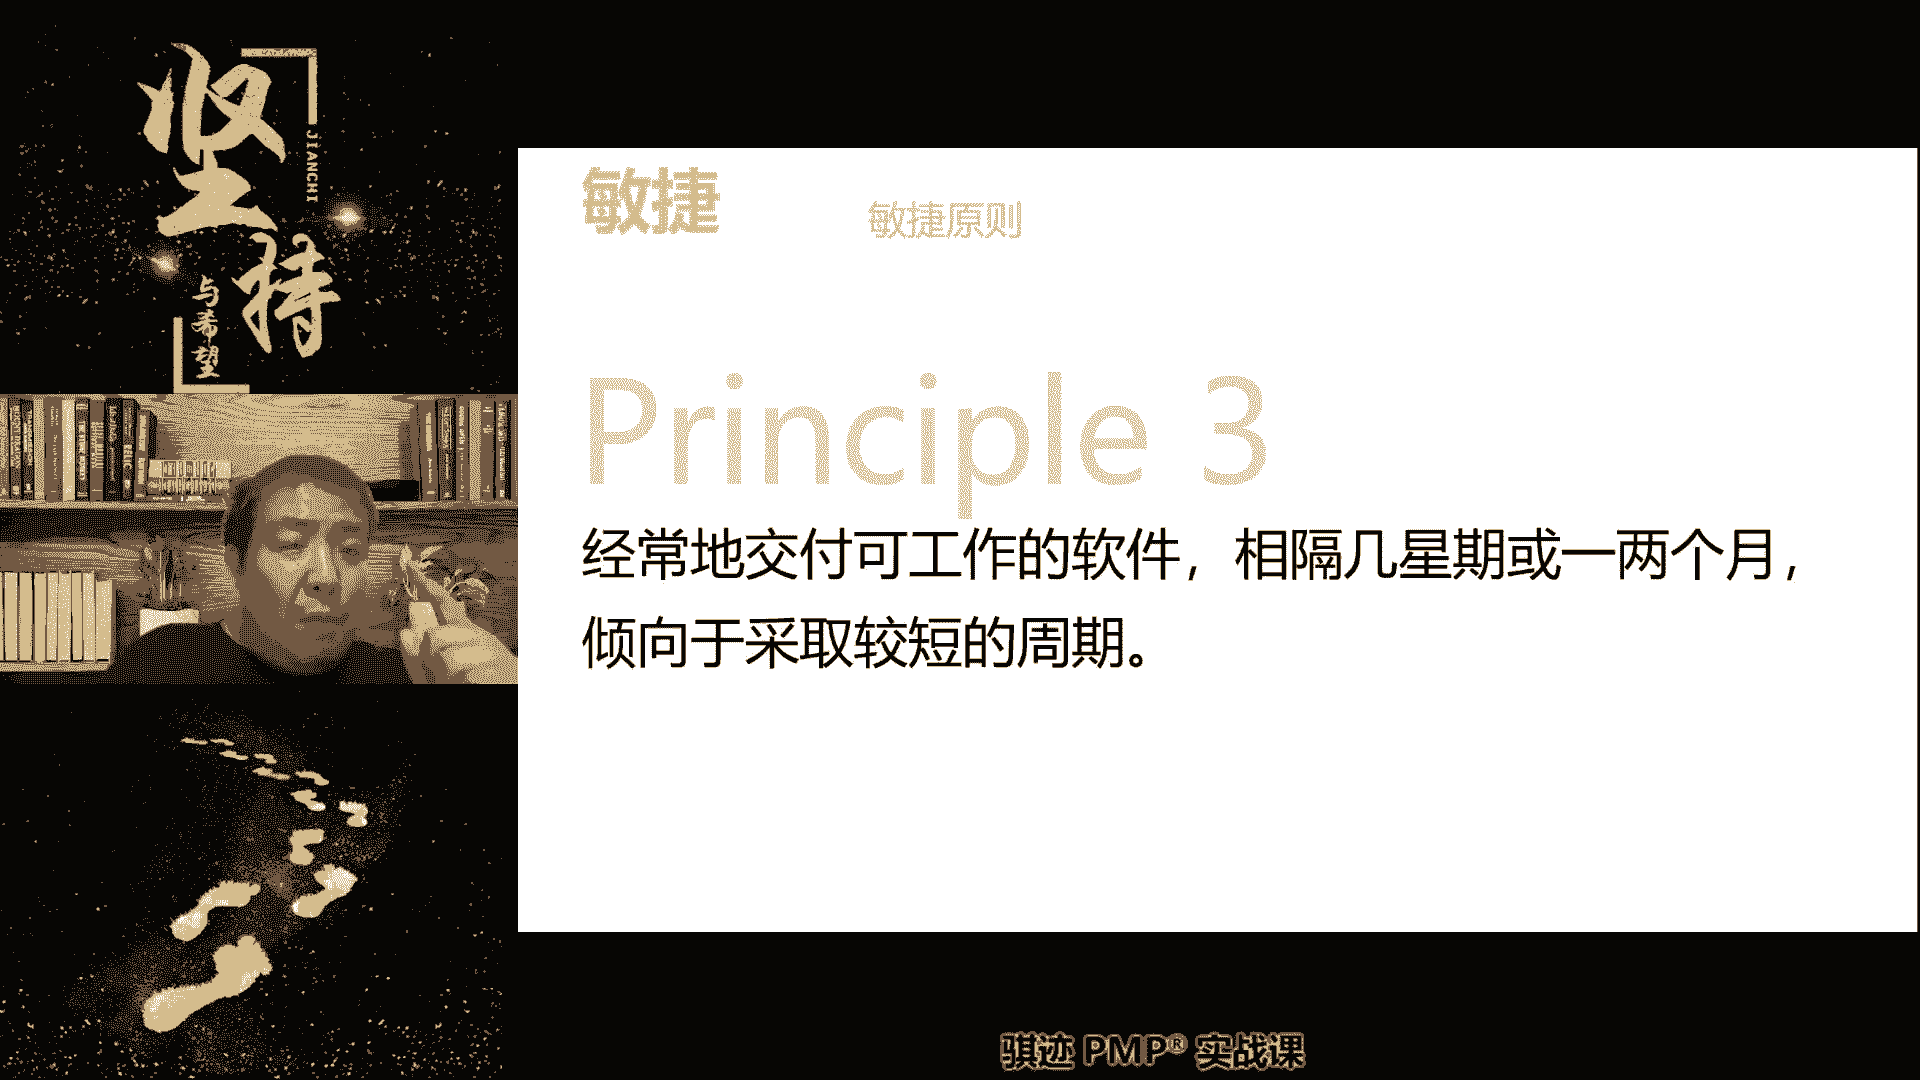 坚持
JIANCHI
与希望
敏捷
敏捷原则
Principle 3
经常地交付可工作的软件，相隔几星期或一两个月，
倾向于采取较短的周期。
骐迹 PMP® 实战课